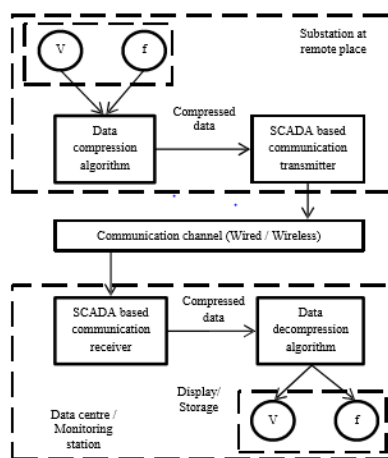 V
f
Substation at
remote place
Data
compression
algorithm
Compressed
data
SCADA based
communication
transmitter
Communication channel (Wired / Wireless)
SCADA based
communication
receiver
Compressed
data
Data
decompression
algorithm
Display/
Storage
V
f
Data centre /
Monitoring
station